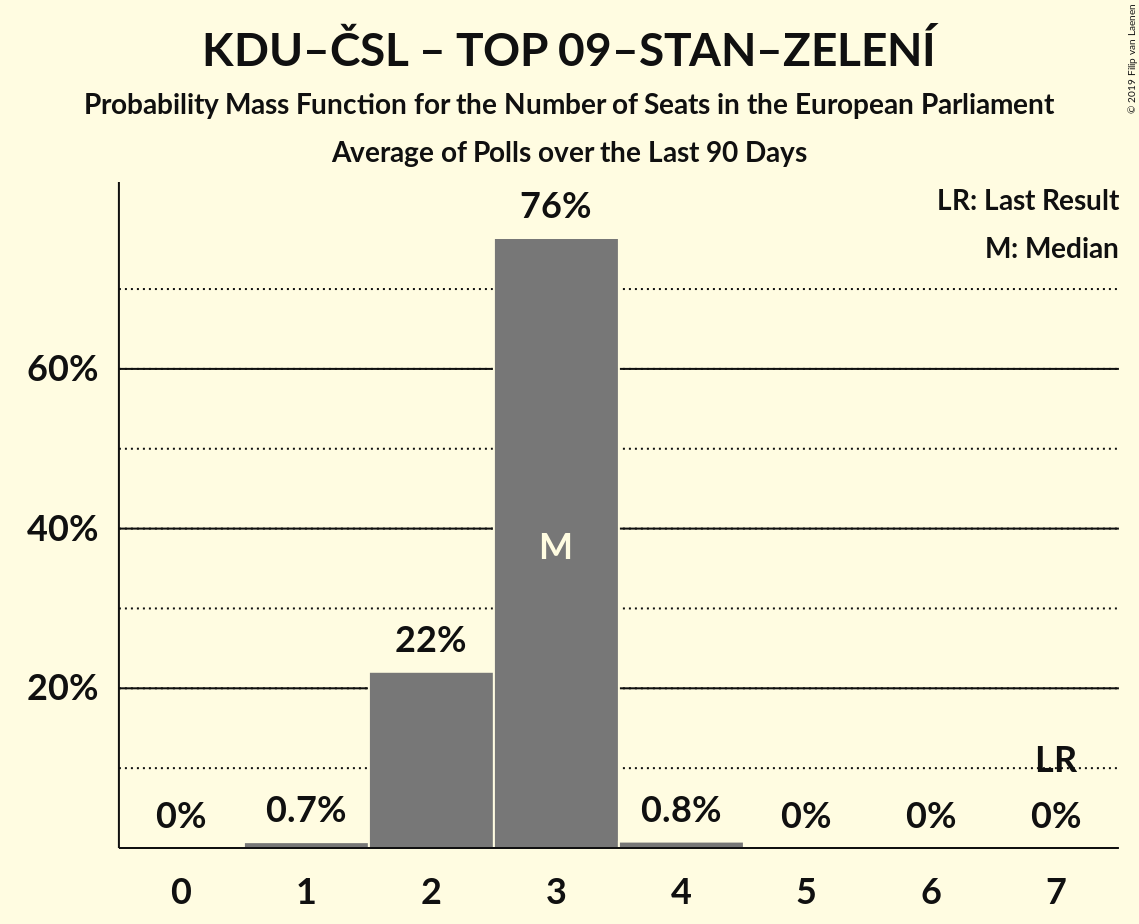 KDU–ČSL – TOP 09–STAN–ZELENÍ
Probability Mass Function for the Number of Seats in the European Parliament
Average of Polls over the Last 90 Days
© 2019 Filip van Laenen
LR: Last Result
M: Median
76%
60%
40%
M
22%
20%
LR
0%
0.7%
0.8%
0%
0%
0%
0 1 2 3 4 5 6 7